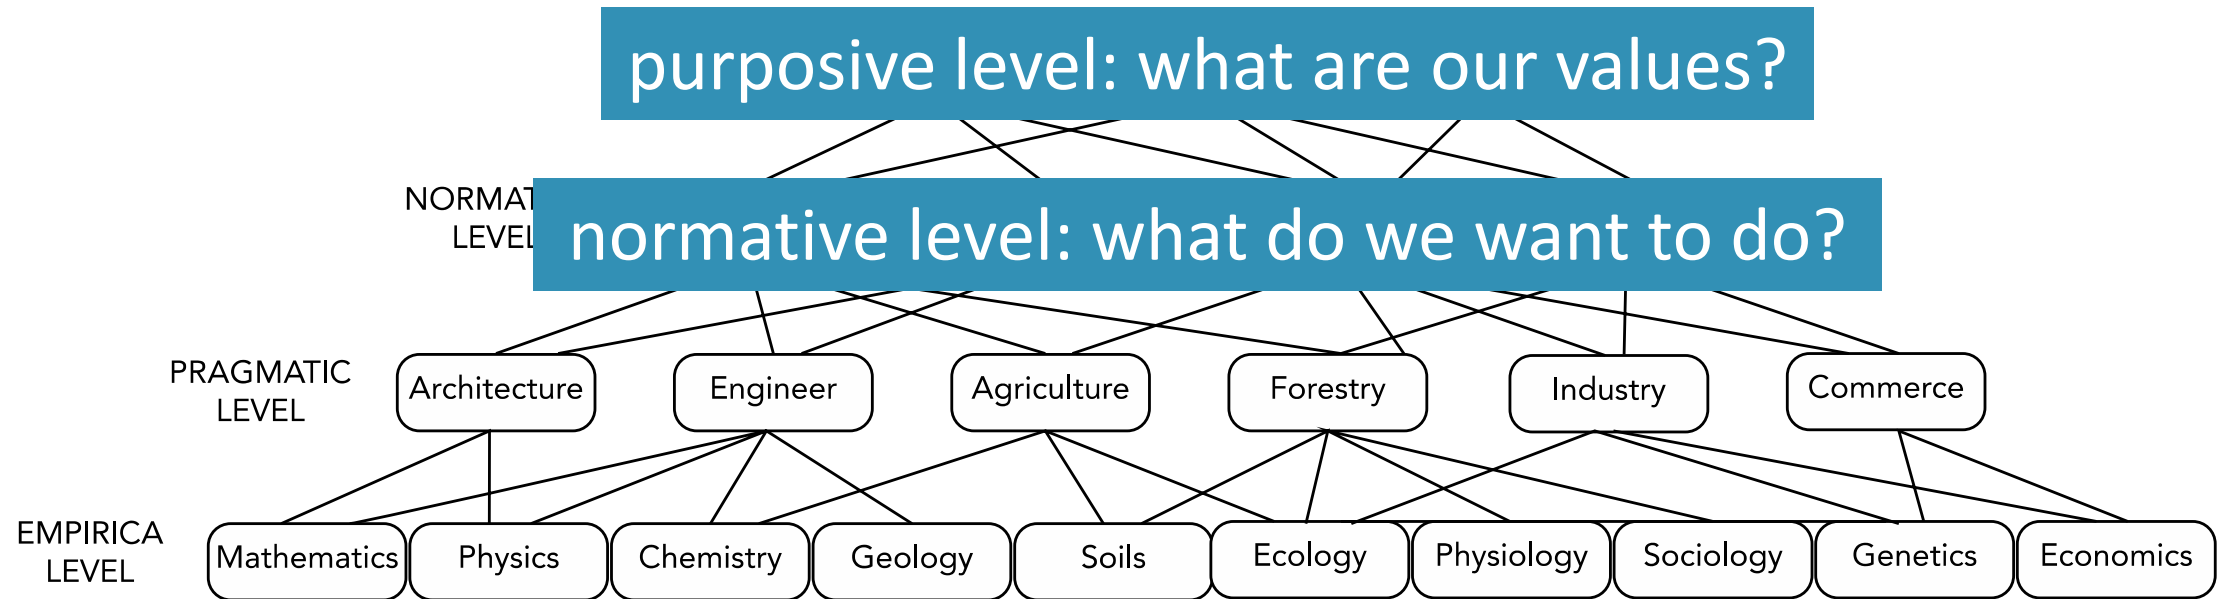 purposive level: what are our values?
NORMAT
LEVEL
normative level: what do we want to do?
PRAGMATIC
LEVEL
Architecture
Engineer
Agriculture
Forestry
Industry
Commerce
EMPIRICA
LEVEL
Mathematics
Physics
Chemistry
Geology
Soils
Ecology
Physiology
Sociology
Genetics
Economics